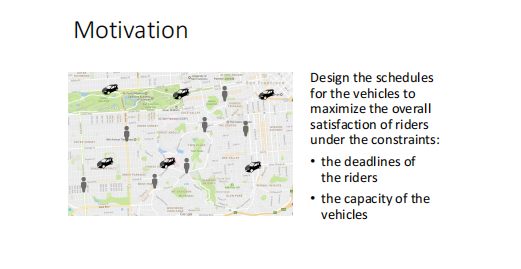 Motivation
Design the schedules
for the vehicles to
maximize the overall
satisfaction of riders
under the constraints:
• the deadlines of
the riders
• the capacity of the
vehicles